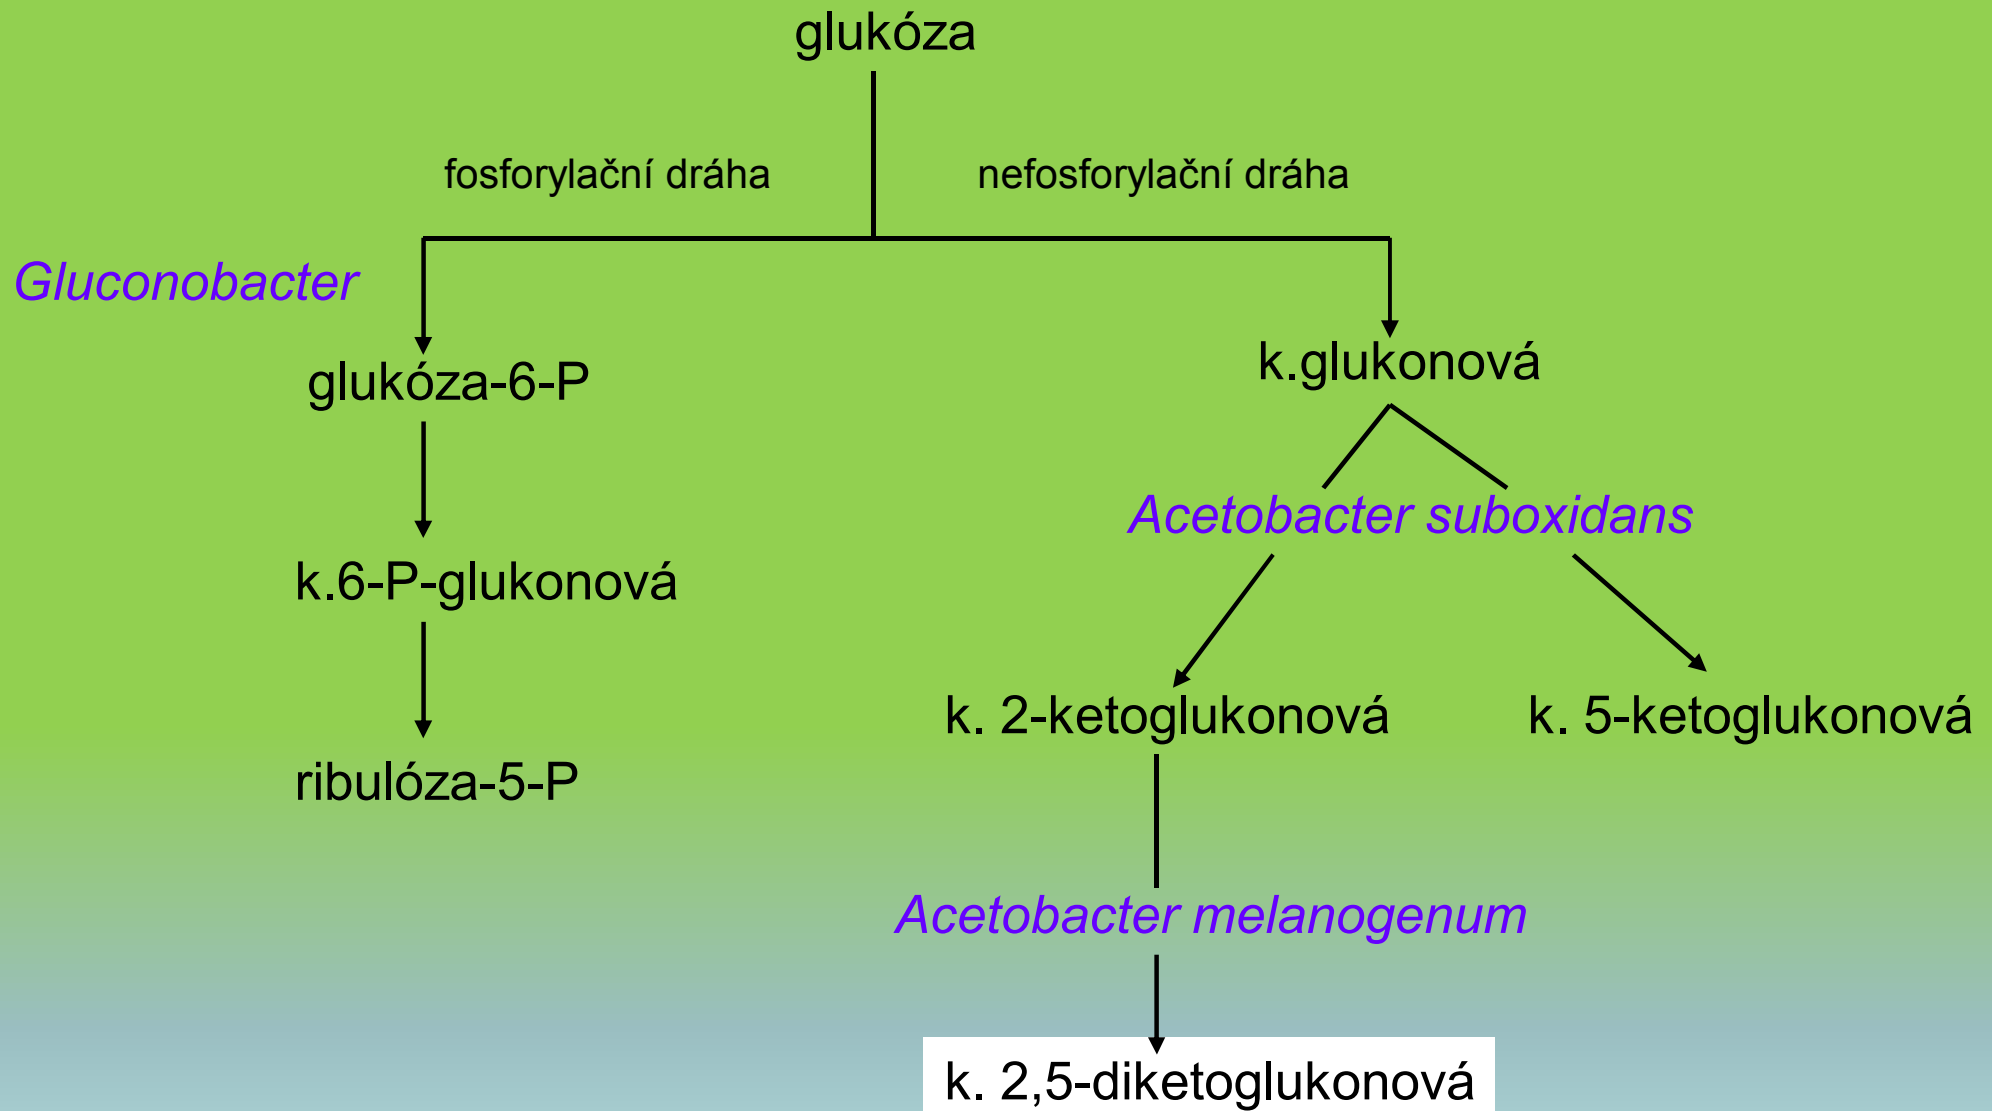 glukóza
fosforylační dráha
nefosforylační dráha
Gluconobacter
glukóza-6-P
k.glukonová
Acetobacter suboxidans
k.6-P-glukonová
k. 2-ketoglukonová
k. 5-ketoglukonová
ribulóza-5-P
Acetobacter melanogenum
k. 2,5-diketoglukonová